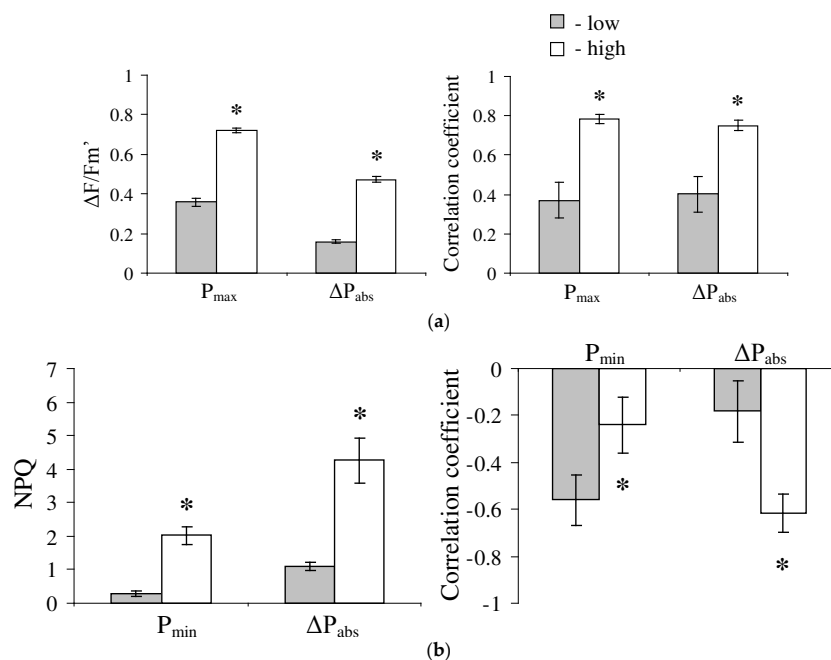 - low
- high
1
0.8
0.6
0.4
0.2
0
ΔF/Fm’
*
*
Pmax
ΔPabs
1
0.8
0.6
0.4
0.2
0
Correlation coefficient
*
*
Pmax
ΔPabs
(a)
7
6
5
4
3
2
1
0
NPQ
*
*
Pmin
ΔPabs
Pmin
ΔPabs
0
-0.2
-0.4
-0.6
-0.8
-1
Correlation coefficient
*
*
(b)